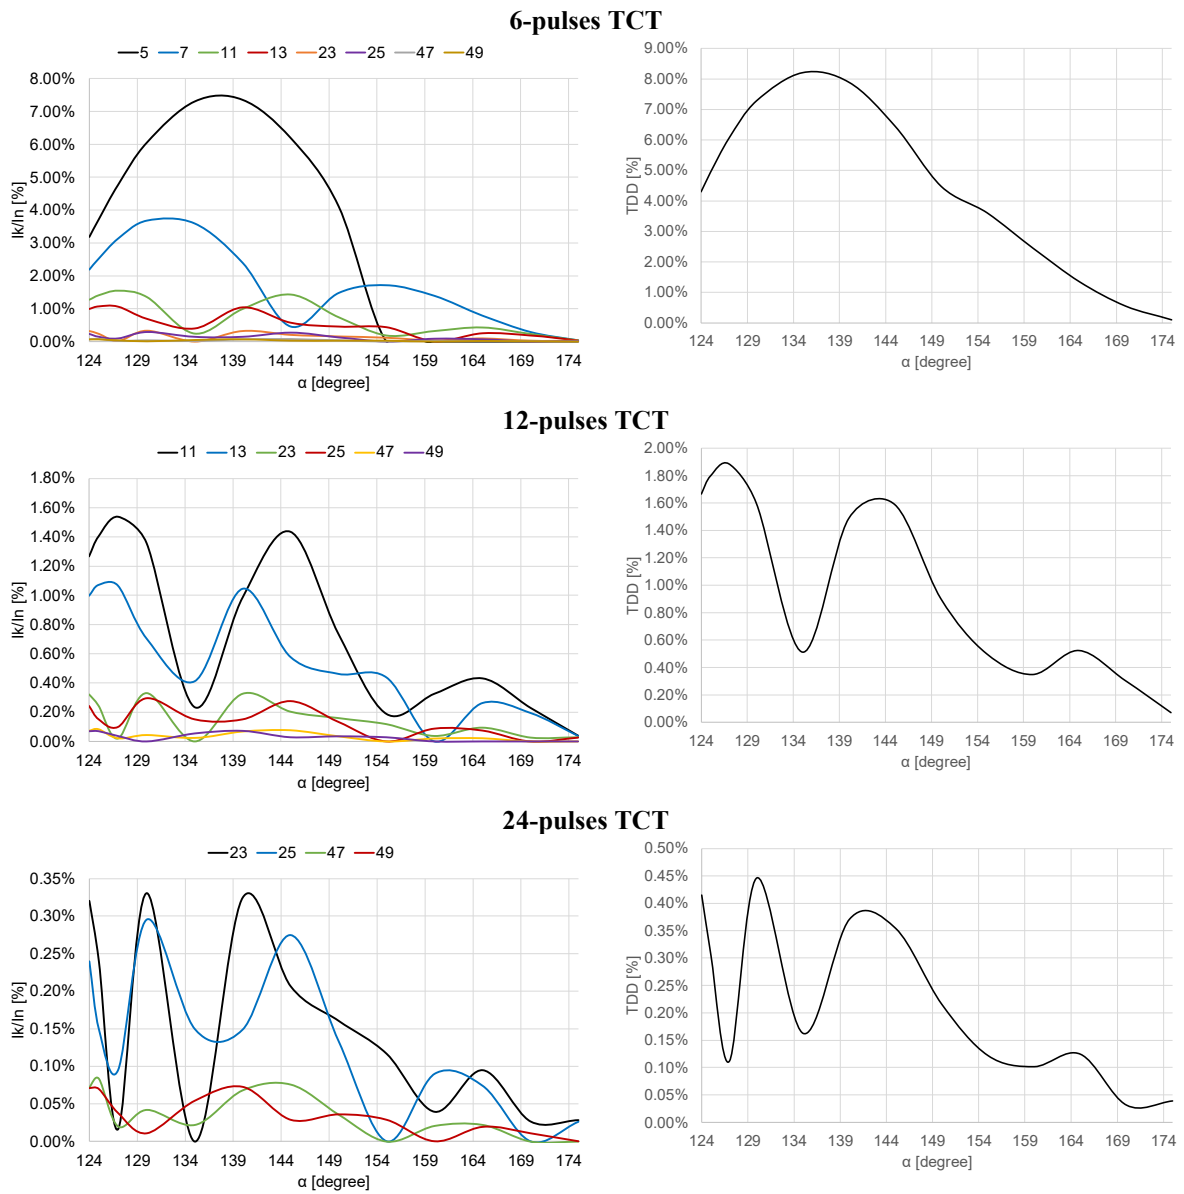 6-pulses TCT
5 7 11 13 23 25 47 49
8.00%
7.00%
6.00%
5.00%
4.00%
3.00%
2.00%
1.00%
0.00%
Ik/In [%]
124 129 134 139 144 149 154 159 164 169 174
α [degree]
9.00%
8.00%
7.00%
6.00%
5.00%
4.00%
3.00%
2.00%
1.00%
0.00%
TDD [%]
124 129 134 139 144 149 154 159 164 169 174
α [degree]
12-pulses TCT
11 13 23 25 47 49
1.80%
1.60%
1.40%
1.20%
1.00%
0.80%
0.60%
0.40%
0.20%
0.00%
Ik/In [%]
124 129 134 139 144 149 154 159 164 169 174
α [degree]
2.00%
1.80%
1.60%
1.40%
1.20%
1.00%
0.80%
0.60%
0.40%
0.20%
0.00%
TDD [%]
124 129 134 139 144 149 154 159 164 169 174
α [degree]
24-pulses TCT
23 25 47 49
0.35%
0.30%
0.25%
0.20%
0.15%
0.10%
0.05%
0.00%
Ik/In [%]
124 129 134 139 144 149 154 159 164 169 174
α [degree]
0.50%
0.45%
0.40%
0.35%
0.30%
0.25%
0.20%
0.15%
0.10%
0.05%
0.00%
TDD [%]
124 129 134 139 144 149 154 159 164 169 174
α [degree]